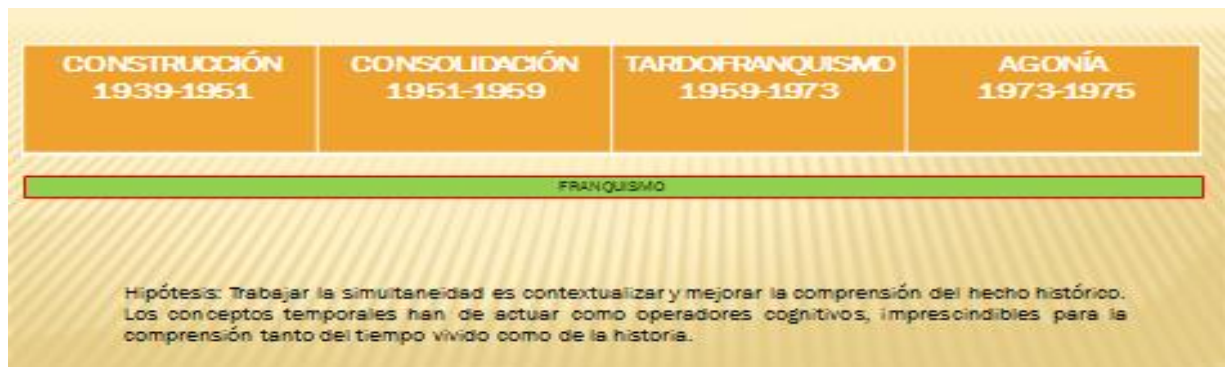 CONSTRUCCIÓN
1939-1951
CONSOLIDACIÓN
1951-1959
TARDOFRANQUISMO
1959-1973
AGONÍA
1973-1975
FRANQUISMO
Hipótesis: Trabajar la simultaneidad es contextualizar y mejorar la comprensión del hecho histórico.
Los conceptos temporales han de actuar como operadores cognitivos, imprescindibles para la
comprensión tanto del tiempo vivido como de la historia.